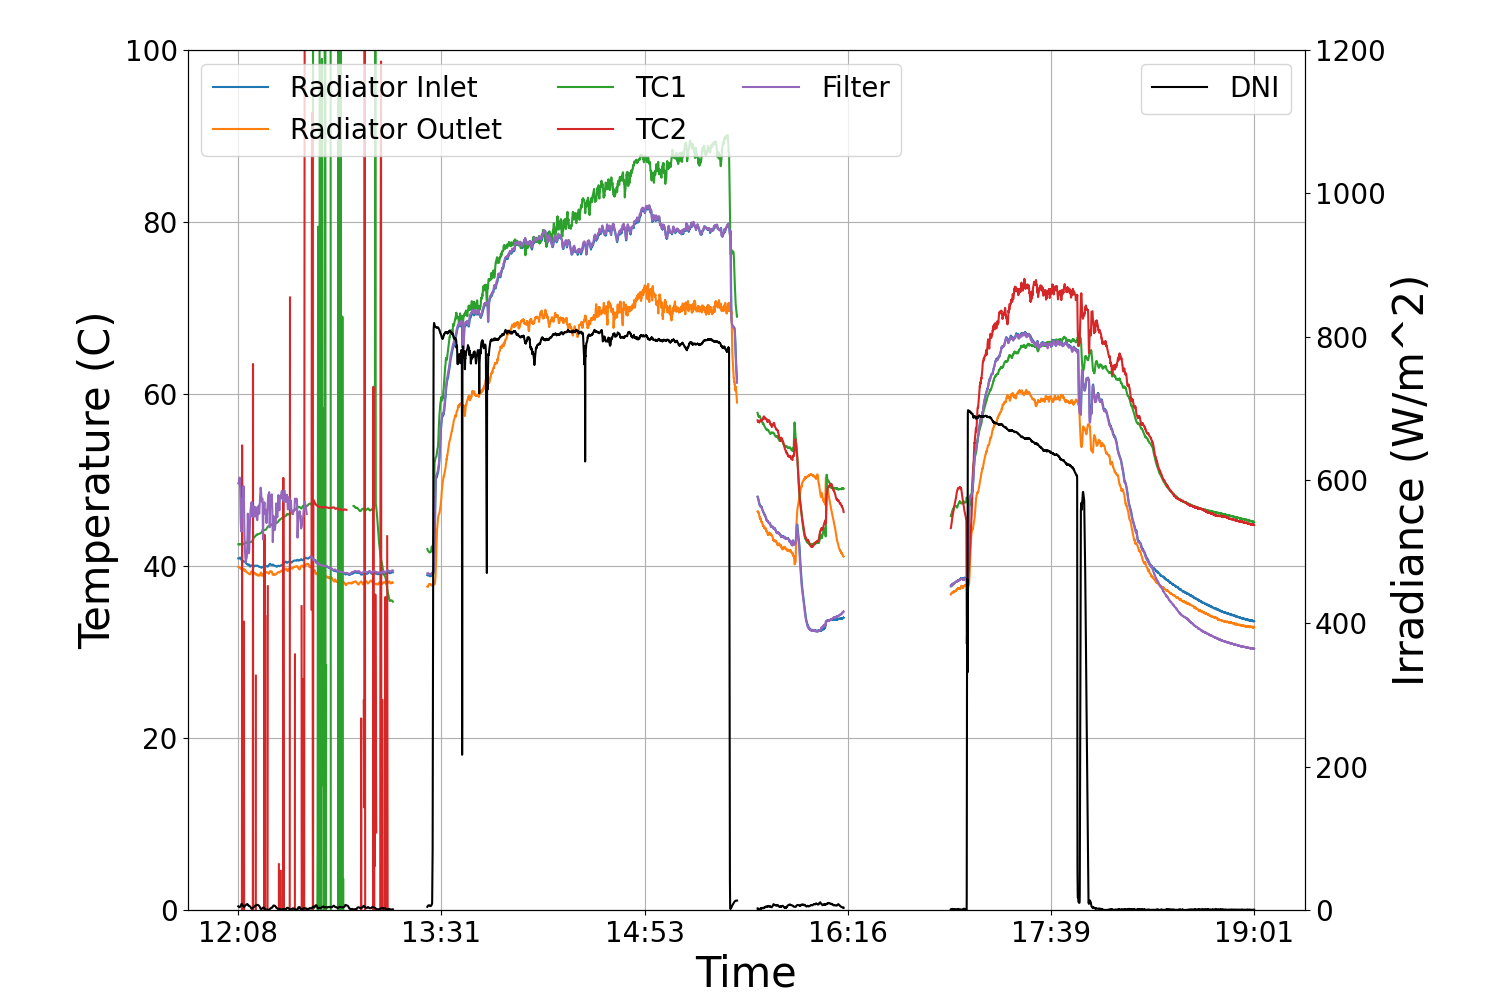 Radiator Inlet
Radiator Outlet
TC1
TC2
Filter
DNI
Temperature (C)
100
80
60
40
20
0
Irradiance (W/m^2)
1200
1000
800
600
400
200
0
12:08 13:31 14:53 16:16 17:39 19:01
Time